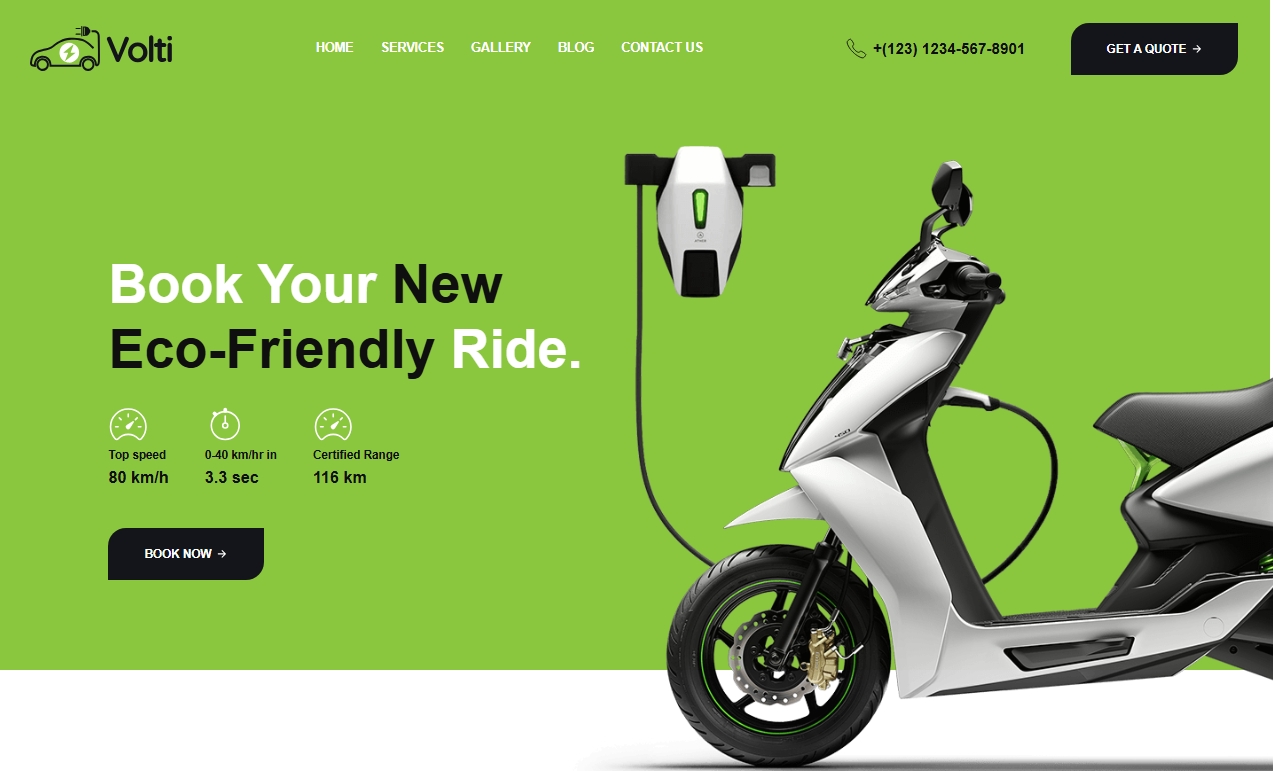 Volti
HOME SERVICES GALLERY BLOG CONTACT US
+(123) 1234-567-8901
GET A QUOTE →
Book Your New
Eco-Friendly Ride.
Top speed
80 km/h
0-40 km/hr in
3.3 sec
Certified Range
116 km
BOOK NOW →
450